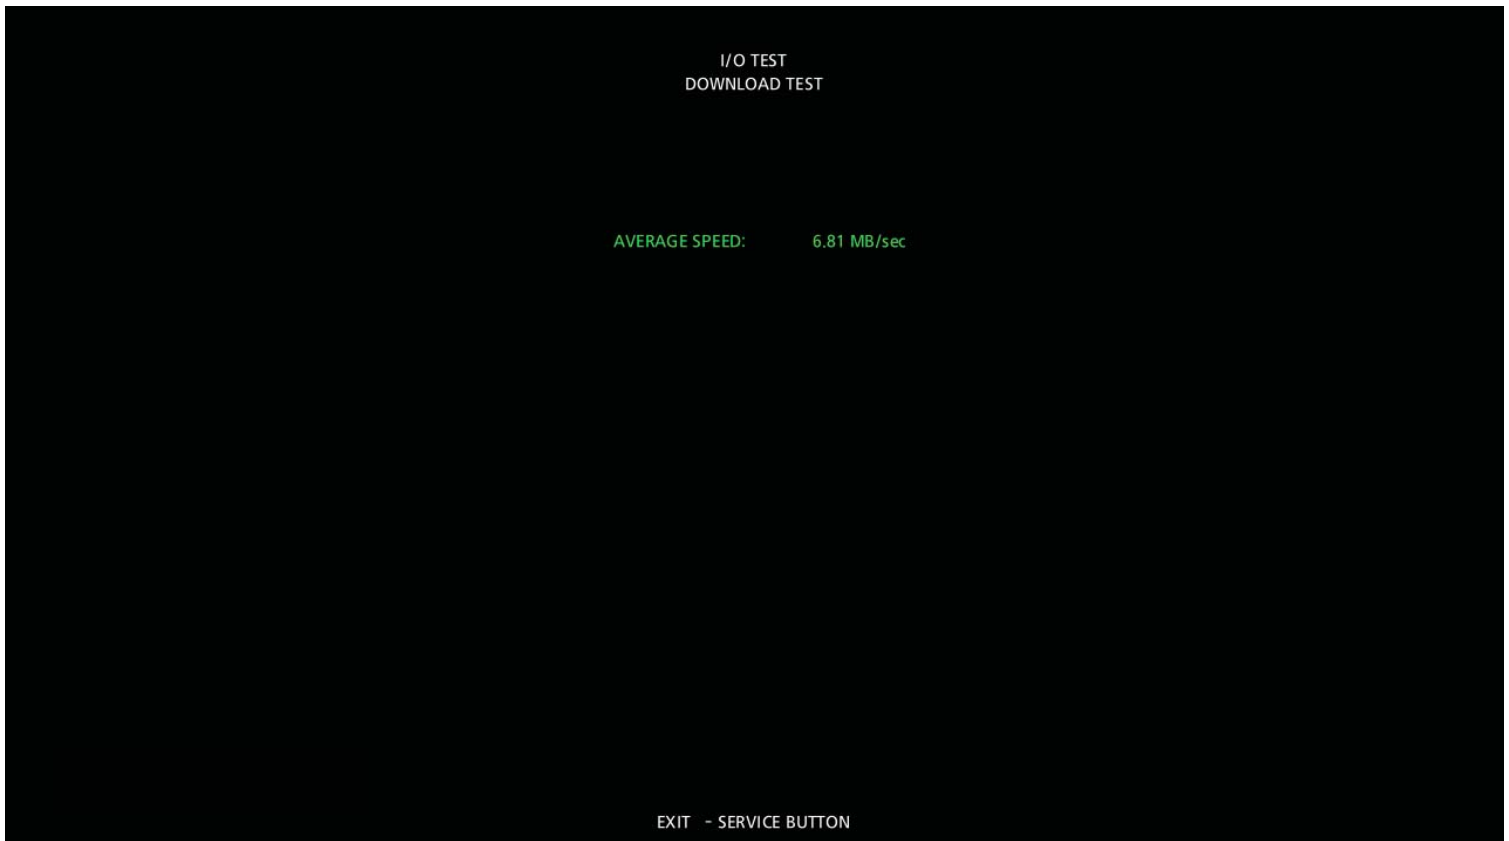 I/O TEST
DOWNLOAD TEST
AVERAGE SPEED: 6.81 MB/sec
EXIT - SERVICE BUTTON